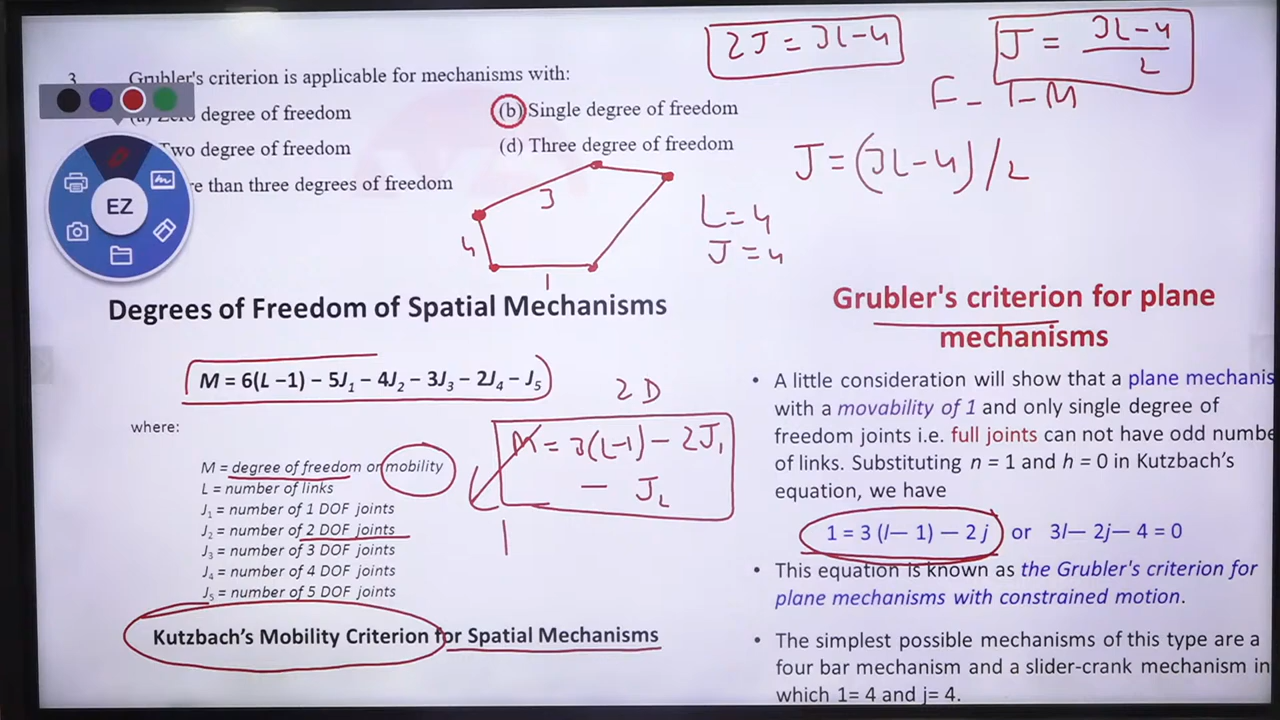 2J = 3L-4
J = 3L-4
2
3 Grubler's criterion is applicable for mechanisms with:
F - T - M
degree of freedom (b) Single degree of freedom
J = (3L-4)/2
Two degree of freedom (d) Three degree of freedom
EZ
re than three degrees of freedom
3
L = 4
4
J = 4
1
Degrees of Freedom of Spatial Mechanisms
M = 6(L –1) – 5J1 – 4J2 – 3J3 – 2J4 – J5
2D
where:
M = 3(L-1) - 2J1
- J2
1
M = degree of freedom or mobility
L = number of links
J1 = number of 1 DOF joints
J2 = number of 2 DOF joints
J3 = number of 3 DOF joints
J4 = number of 4 DOF joints
J5 = number of 5 DOF joints
Kutzbach's Mobility Criterion for Spatial Mechanisms
Grubler's criterion for plane
mechanisms
• A little consideration will show that a plane mechanis
with a movability of 1 and only single degree of
freedom joints i.e. full joints can not have odd numbe
of links. Substituting n = 1 and h = 0 in Kutzbach's
equation, we have
1 = 3 (l— 1) — 2 j or 3l— 2j— 4 = 0
• This equation is known as the Grubler's criterion for
plane mechanisms with constrained motion.
• The simplest possible mechanisms of this type are a
four bar mechanism and a slider-crank mechanism in
which 1= 4 and j= 4.